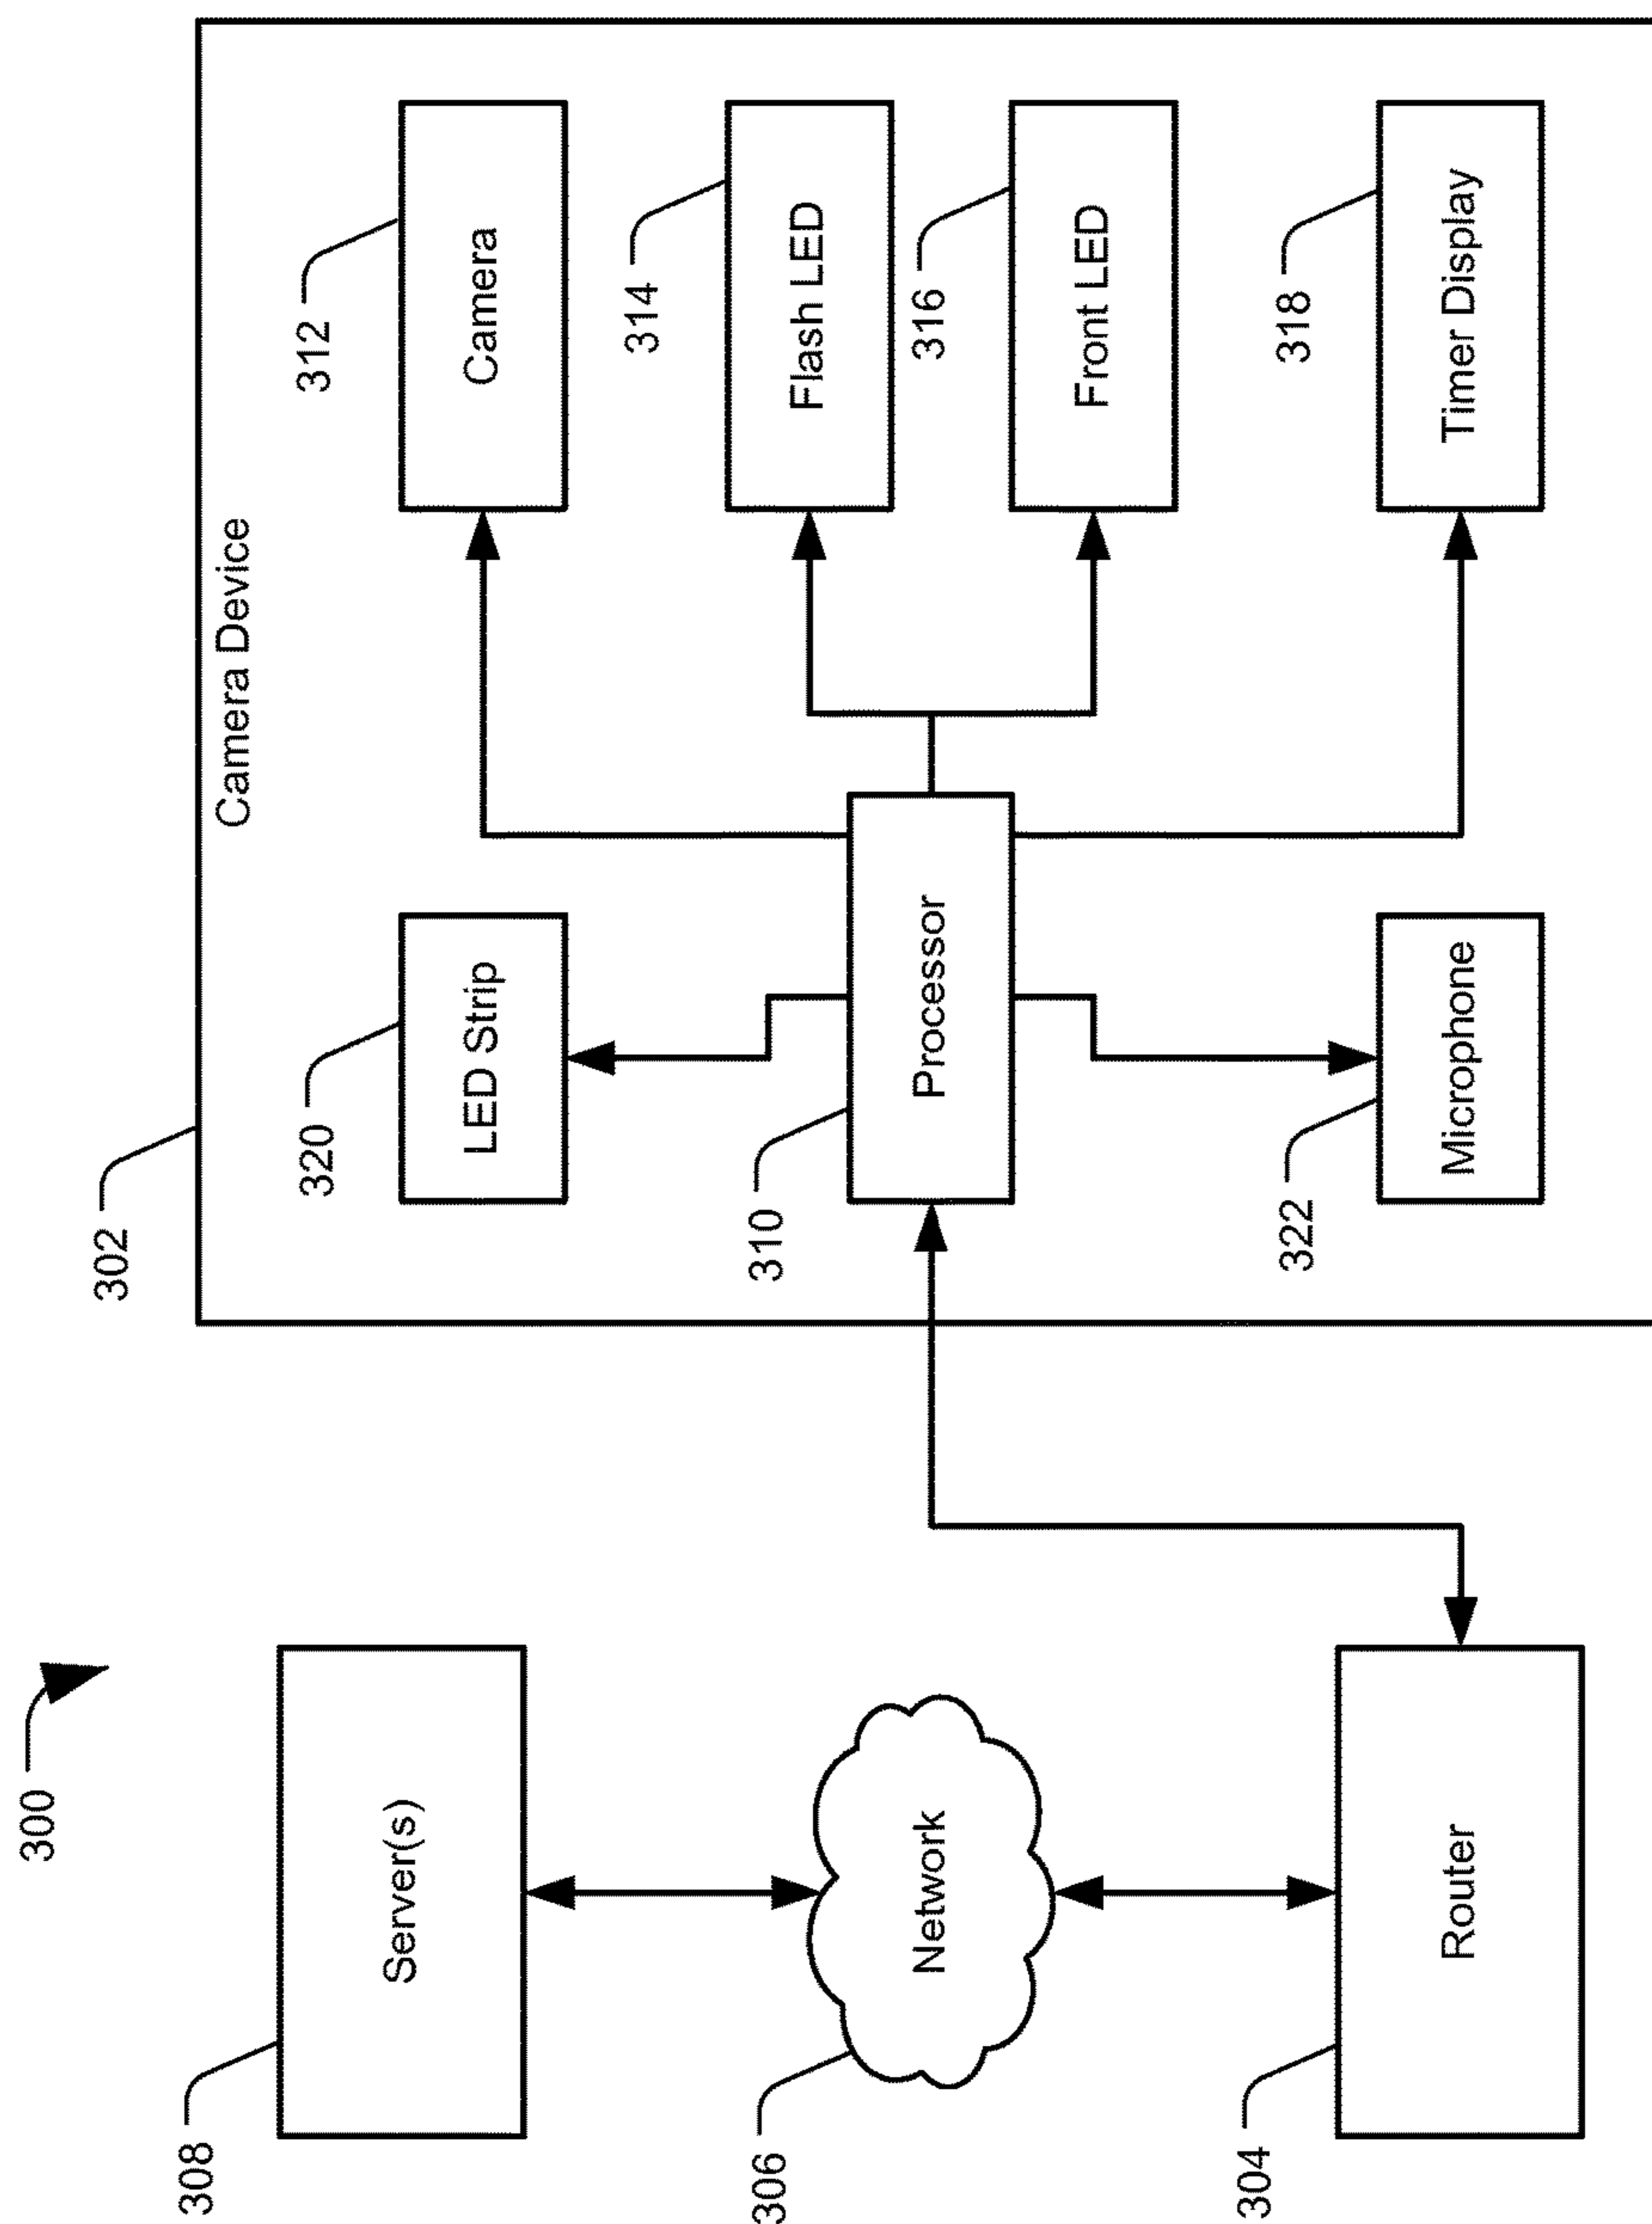 300
308
Server(s)
306
Network
304
Router
302
Camera Device
320
LED Strip
312
Camera
310
Processor
314
Flash LED
316
Front LED
322
Microphone
318
Timer Display